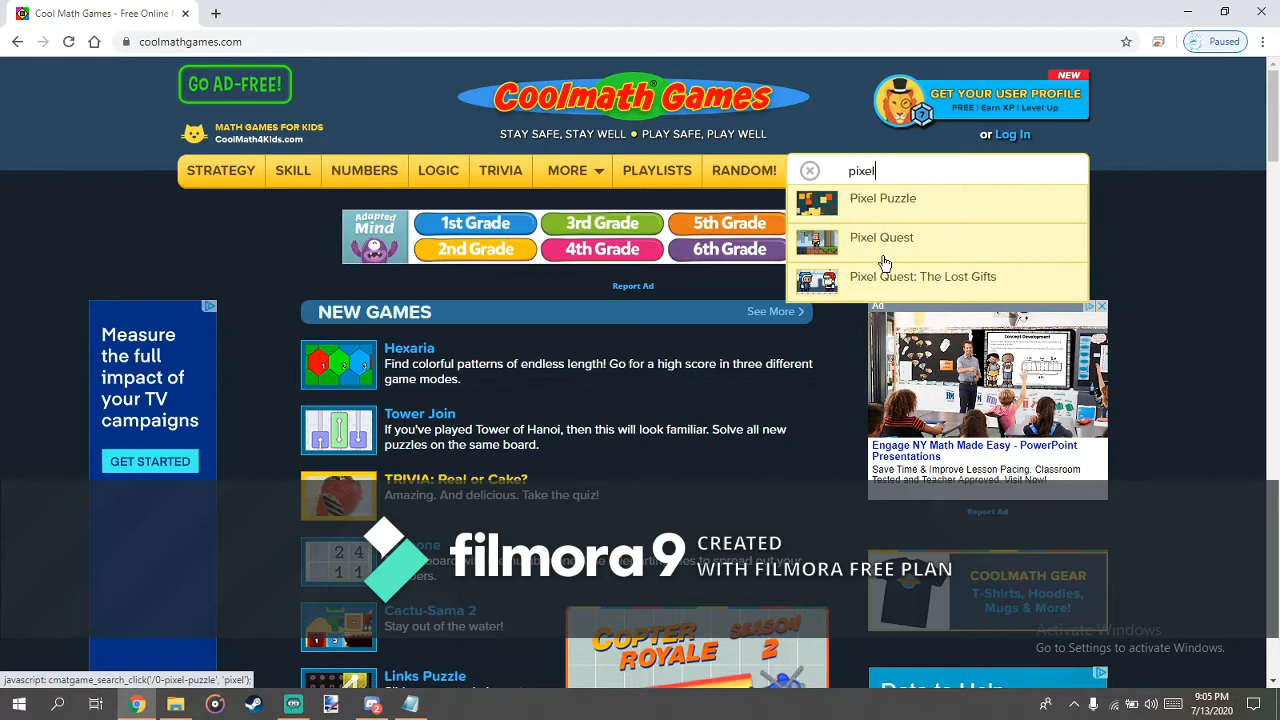 Cool Math Games - Free Online M
coolmathgames.com
Paused
GO AD-FREE!
MATH GAMES FOR KIDS
CoolMath4Kids.com
Coolmath Games®
STAY SAFE, STAY WELL ● PLAY SAFE, PLAY WELL
NEW
GET YOUR USER PROFILE
FREE | Earn XP | Level Up
or Log In
STRATEGY SKILL NUMBERS LOGIC TRIVIA MORE PLAYLISTS RANDOM!
pixel
Pixel Puzzle
Pixel Quest
Pixel Quest: The Lost Gifts
Adapted
Mind
1st Grade 3rd Grade 5th Grade
2nd Grade 4th Grade 6th Grade
Report Ad
NEW GAMES
See More >
Hexaria
Find colorful patterns of endless length! Go for a high score in three different
game modes.
Tower Join
If you've played Tower of Hanoi, then this will look familiar. Solve all new
puzzles on the same board.
TRIVIA: Real or Cake?
Amazing. And delicious. Take the quiz!
Cactu-Sama 2
Stay out of the water!
Links Puzzle
COPTER
ROYALE
SEASON
2
Measure
the full
impact of
your TV
campaigns
GET STARTED
Ad
Engage NY Math Made Easy - PowerPoint
Presentations
Save Time & Improve Lesson Pacing. Classroom
Tested and Teacher Approved. Visit Now!
Report Ad
COOLMATH GEAR
T-Shirts, Hoodies,
Mugs & More!
filmora9
CREATED
WITH FILMORA FREE PLAN
Activate Windows
Go to Settings to activate Windows.
javascript: cmatgame_search_click('/0-pixel-puzzle', 'pixel');
9:05 PM
7/13/2020